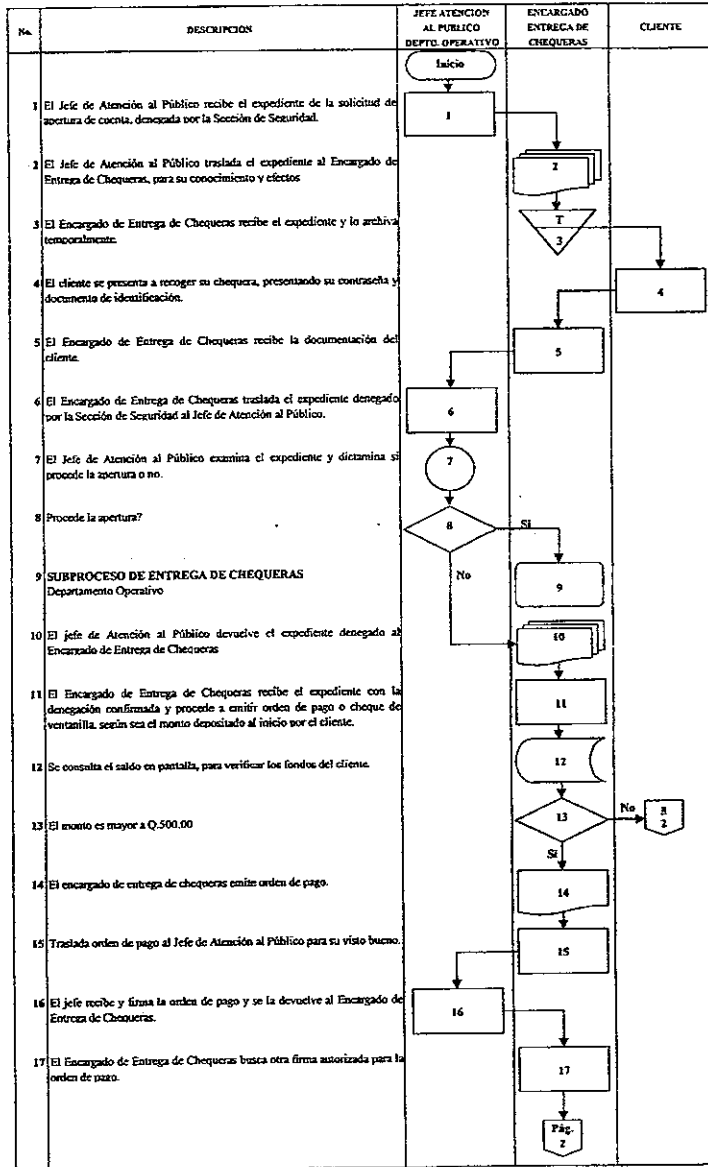 No.
DESCRIPCION
JEFE ATENCION
AL PUBLICO
DEPTO. OPERATIVO
ENCARGADO
ENTREGA DE
CHEQUERAS
CLIENTE
Inicio
1 El Jefe de Atención al Público recibe el expediente de la solicitud de
apertura de cuenta, denegada por la Sección de Seguridad.
1
2 El Jefe de Atención al Público traslada el expediente al Encargado de
Entrega de Chequeras, para su conocimiento y efectos
2
3 El Encargado de Entrega de Chequeras recibe el expediente y lo archiva
temporalmente.
T
3
4 El cliente se presenta a recoger su chequera, presentando su contraseña y
documento de identificación.
4
5 El Encargado de Entrega de Chequeras recibe la documentación del
cliente.
5
6 El Encargado de Entrega de Chequeras traslada el expediente denegado
por la Sección de Seguridad al Jefe de Atención al Público.
6
7 El Jefe de Atención al Público examina el expediente y dictamina si
procede la apertura o no.
7
8 Procede la apertura?
8
Si
No
9 SUBPROCESO DE ENTREGA DE CHEQUERAS
Departamento Operativo
9
10 El jefe de Atención al Público devuelve el expediente denegado al
Encargado de Entrega de Chequeras
10
11 El Encargado de Entrega de Chequeras recibe el expediente con la
denegación confirmada y procede a emitir orden de pago o cheque de
ventanilla, según sea el monto depositado al inicio por el cliente.
11
12 Se consulta el saldo en pantalla, para verificar los fondos del cliente.
12
13 El monto es mayor a Q.500.00
13
No
2
Si
14 El encargado de entrega de chequeras emite orden de pago.
14
15 Traslada orden de pago al Jefe de Atención al Público para su visto bueno.
15
16 El jefe recibe y firma la orden de pago y se la devuelve al Encargado de
Entrega de Chequeras.
16
17 El Encargado de Entrega de Chequeras busca otra firma autorizada para la
orden de pago.
17
Pág.
2